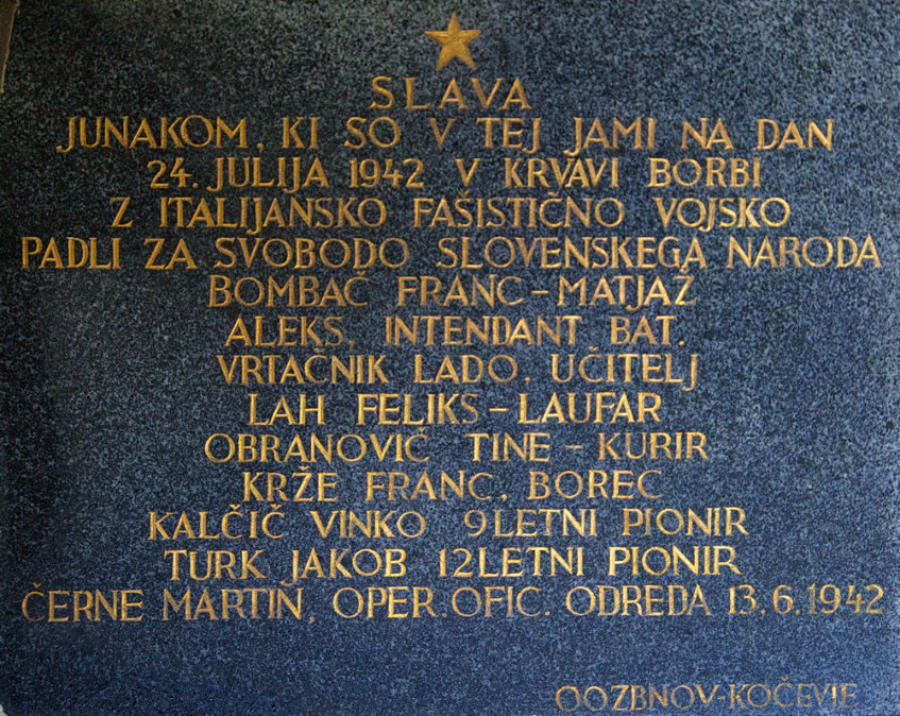 SLAVA
JUNAKOM, KI SO V TEJ JAMI NA DAN
24. JULIJA 1942 V KRVAVI BORBI
Z ITALIJANSKO FAŠISTIČNO VOJSKO
PADLI ZA SVOBODO SLOVENSKEGA NARODA
BOMBAČ FRANC-MATJAŽ
ALEKS, INTENDANT BAT.
VRTAČNIK LADO, UČITELJ
LAH FELIKS-LAUFAR
OBRANOVIČ TINE - KURIR
KRŽE FRANC, BOREC
KALČIČ VINKO 9LETNI PIONIR
TURK JAKOB 12LETNI PIONIR
ČERNE MARTIN, OPER.OFIC. ODREDA 13.6.1942
OOZBNOV-KOČEVJE